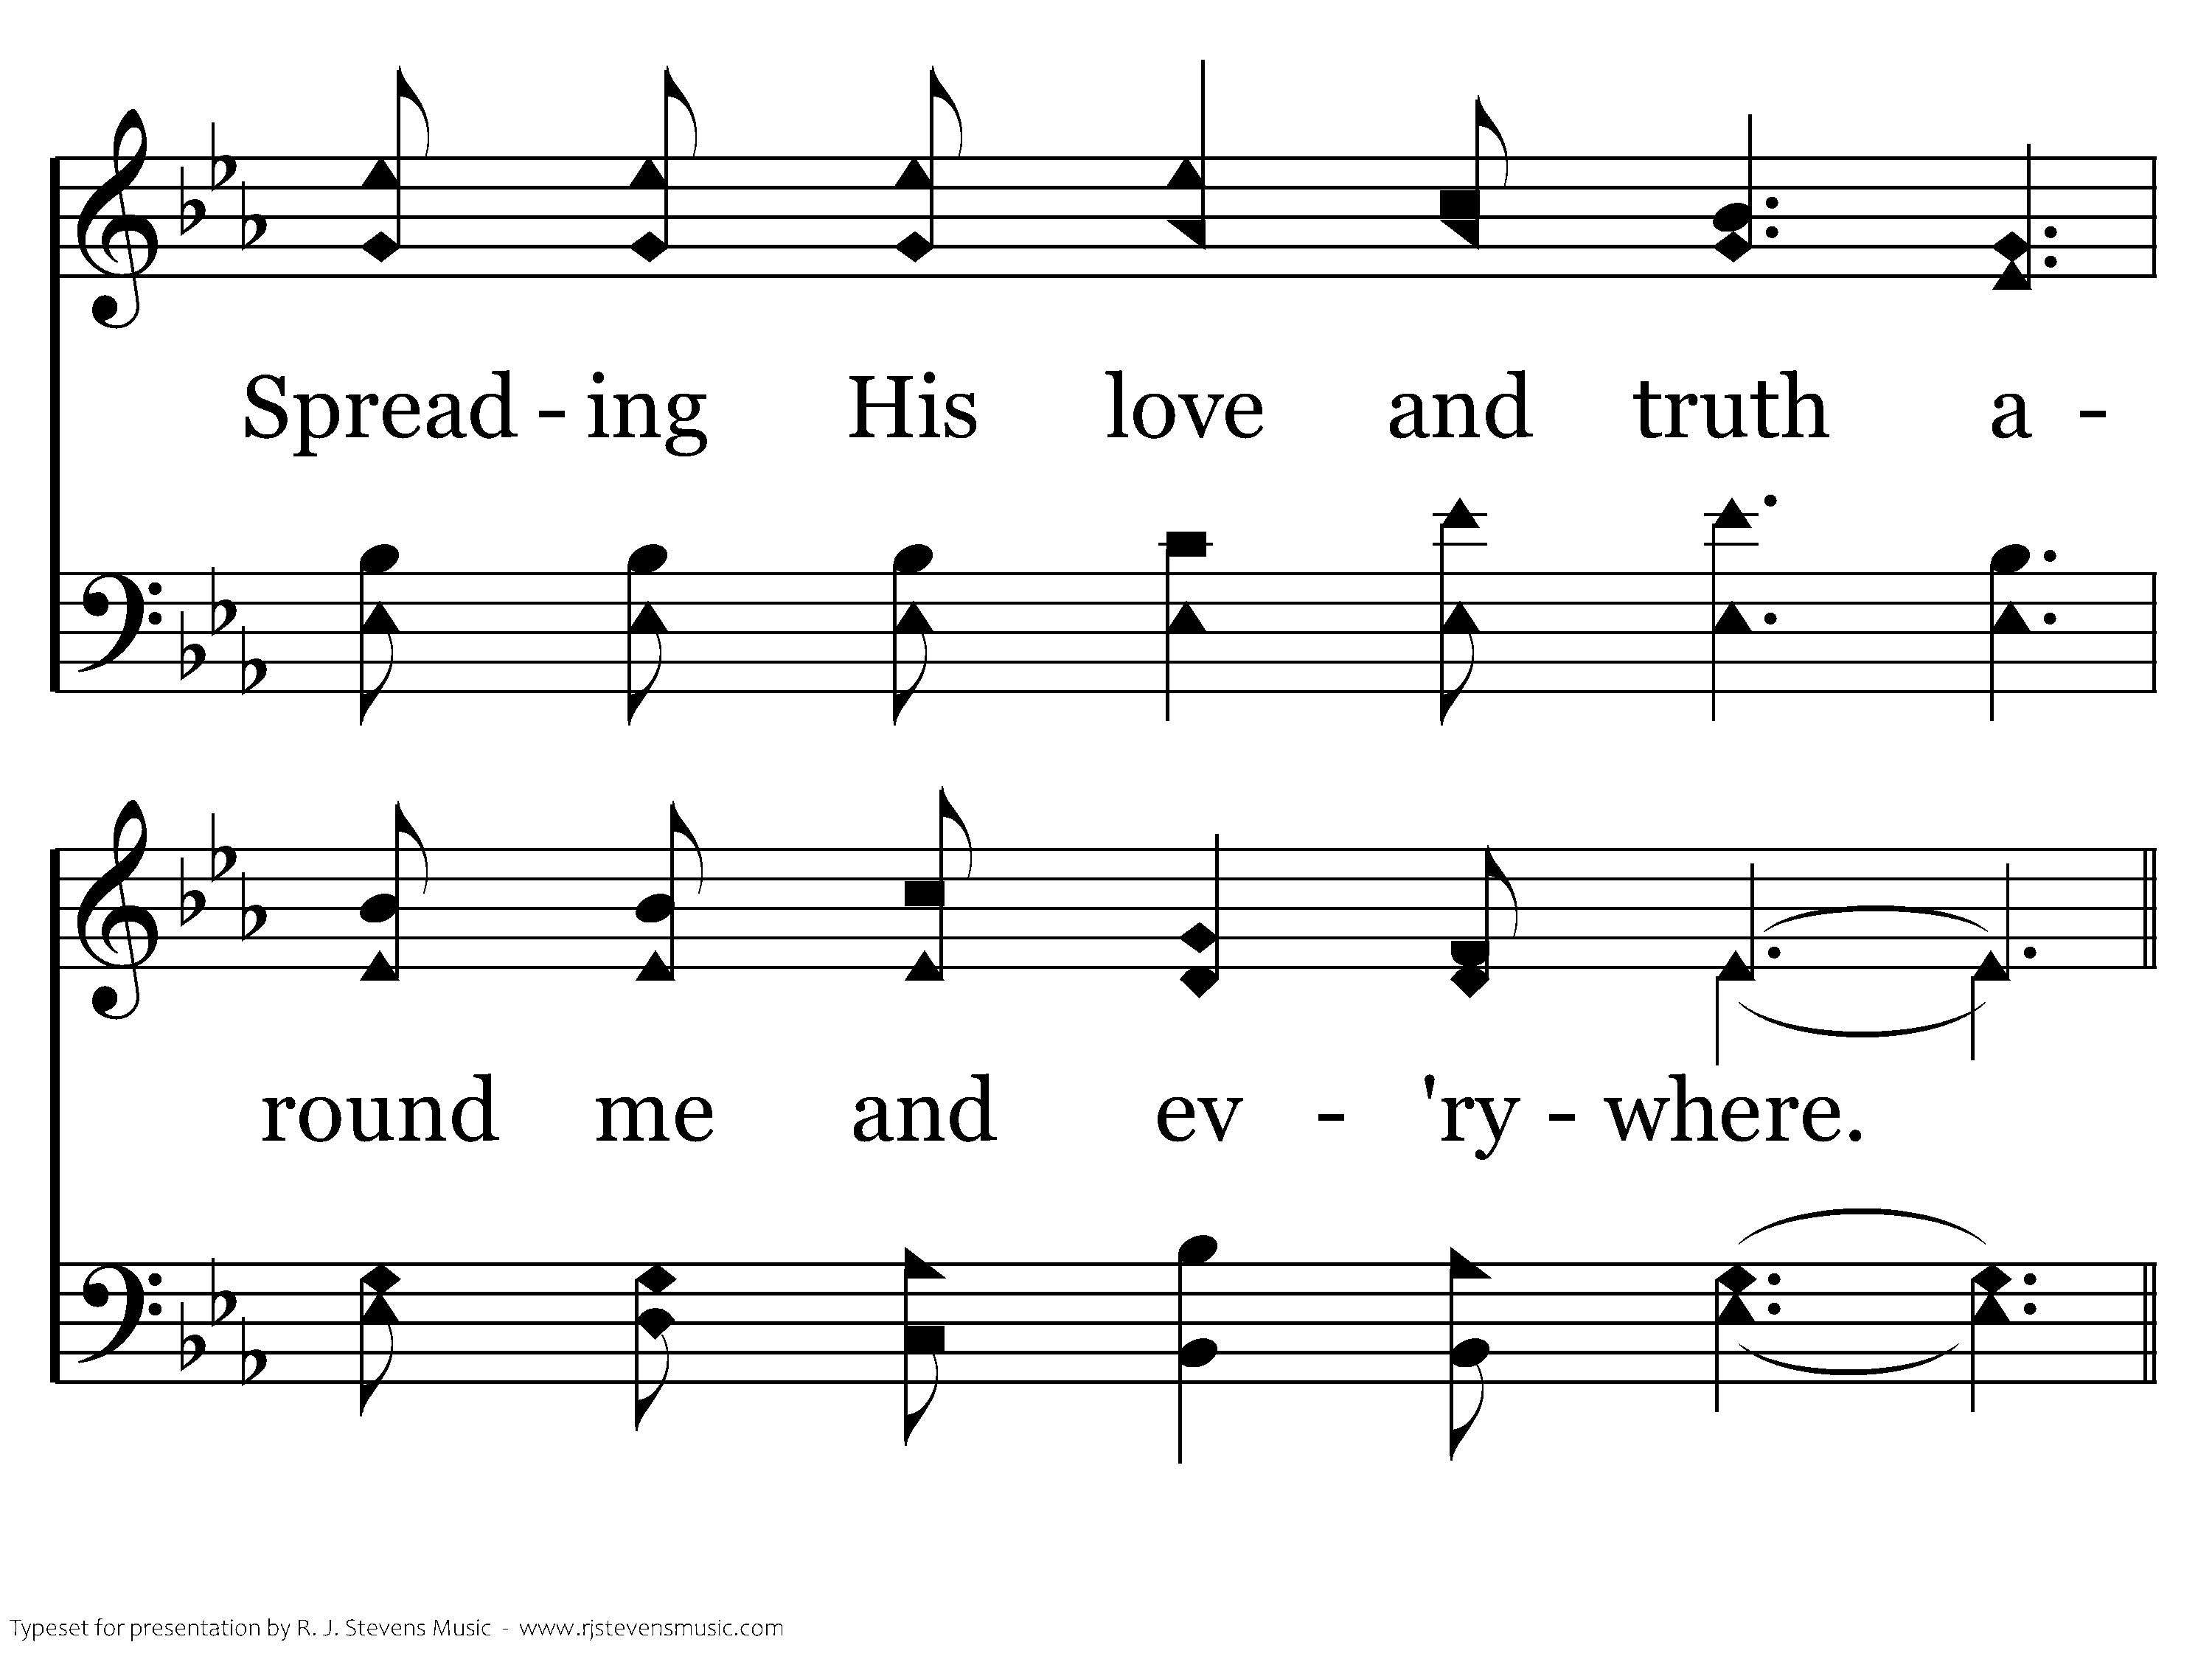 Spread - ing His love and truth a -
round me and ev - 'ry - where.
Typeset for presentation by R. J. Stevens Music - www.rjstevensmusic.com